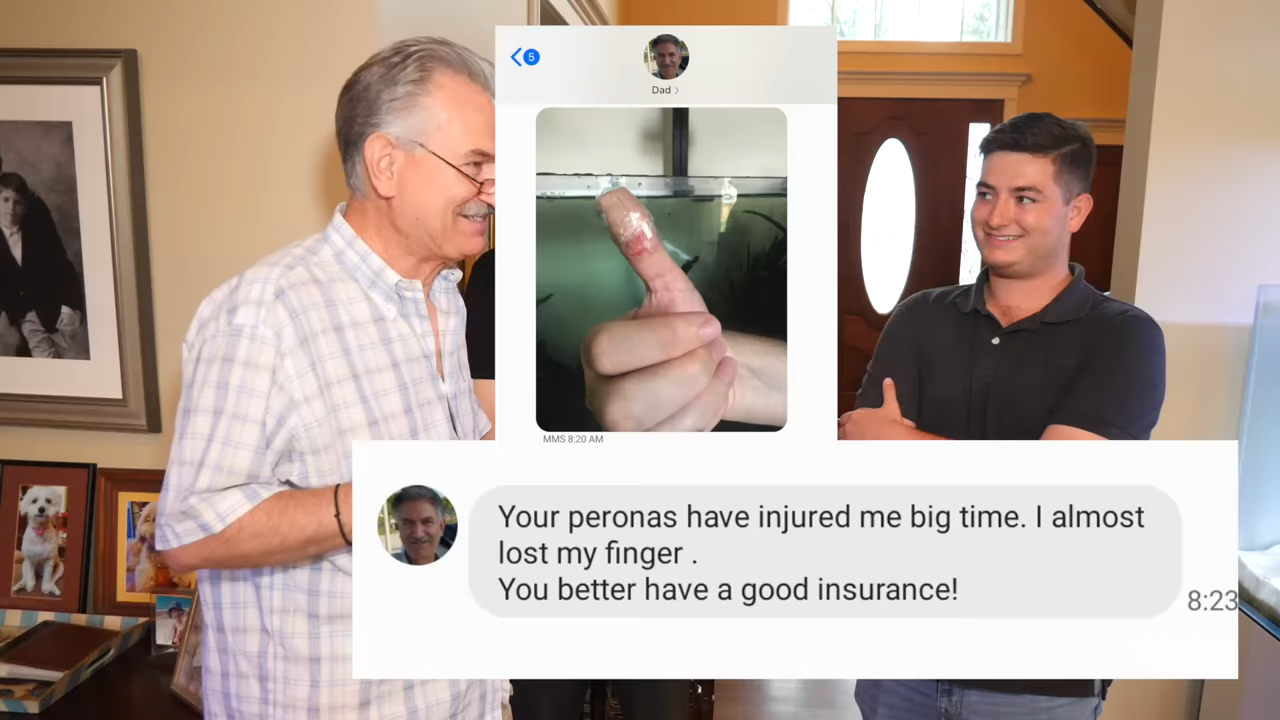 5
Dad
MMS 8:20 AM
Your peronas have injured me big time. I almost
lost my finger .
You better have a good insurance!
8:23